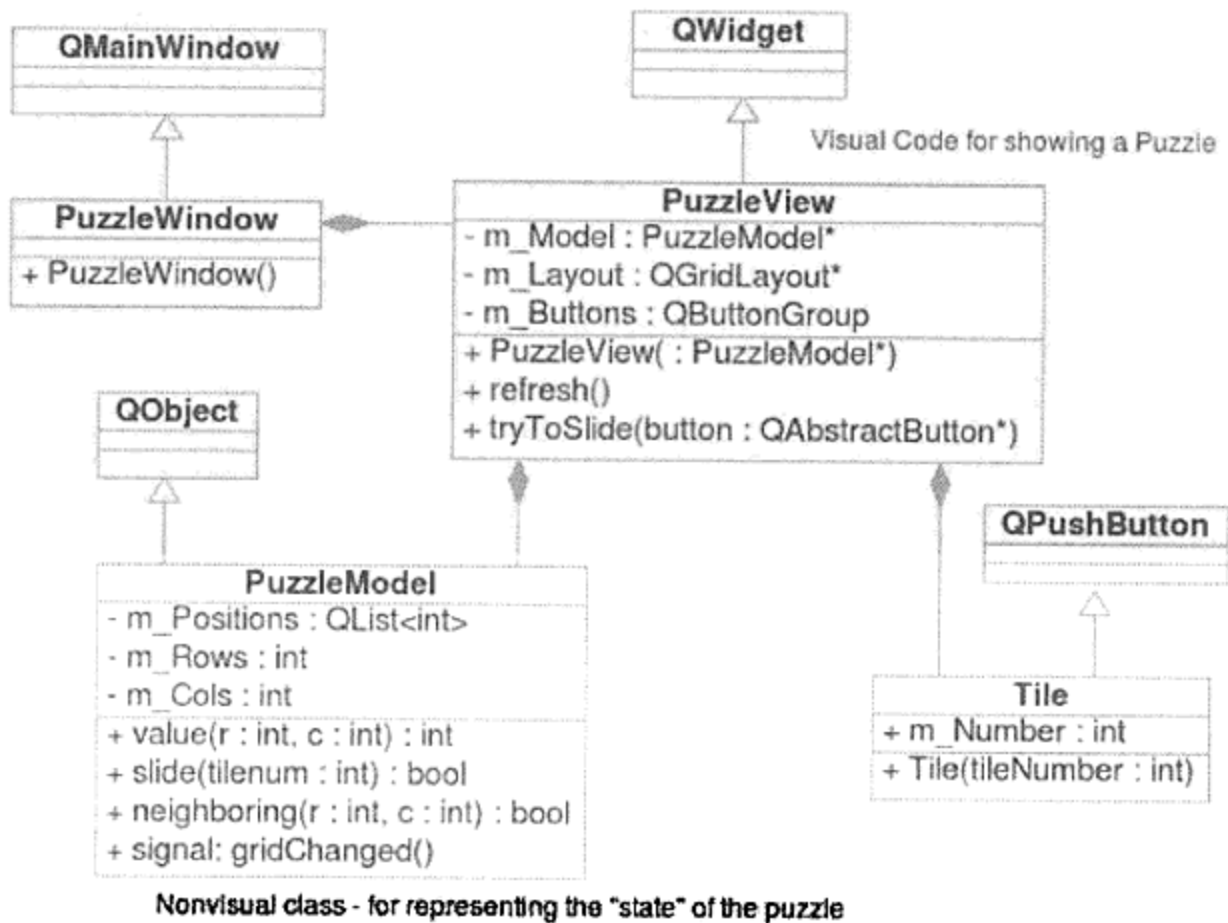 QMainWindow
QWidget
Visual Code for showing a Puzzle
PuzzleWindow
+ PuzzleWindow()
PuzzleView
- m_Model : PuzzleModel*
- m_Layout : QGridLayout*
- m_Buttons : QButtonGroup
+ PuzzleView( : PuzzleModel*)
+ refresh()
+ tryToSlide(button : QAbstractButton*)
QObject
QPushButton
PuzzleModel
- m_Positions : QList<int>
- m_Rows : int
- m_Cols : int
+ value(r : int, c : int) : int
+ slide(tilenum : int) : bool
+ neighboring(r : int, c : int) : bool
+ signal: gridChanged()
Tile
+ m_Number : int
+ Tile(tileNumber : int)
Nonvisual class - for representing the "state" of the puzzle